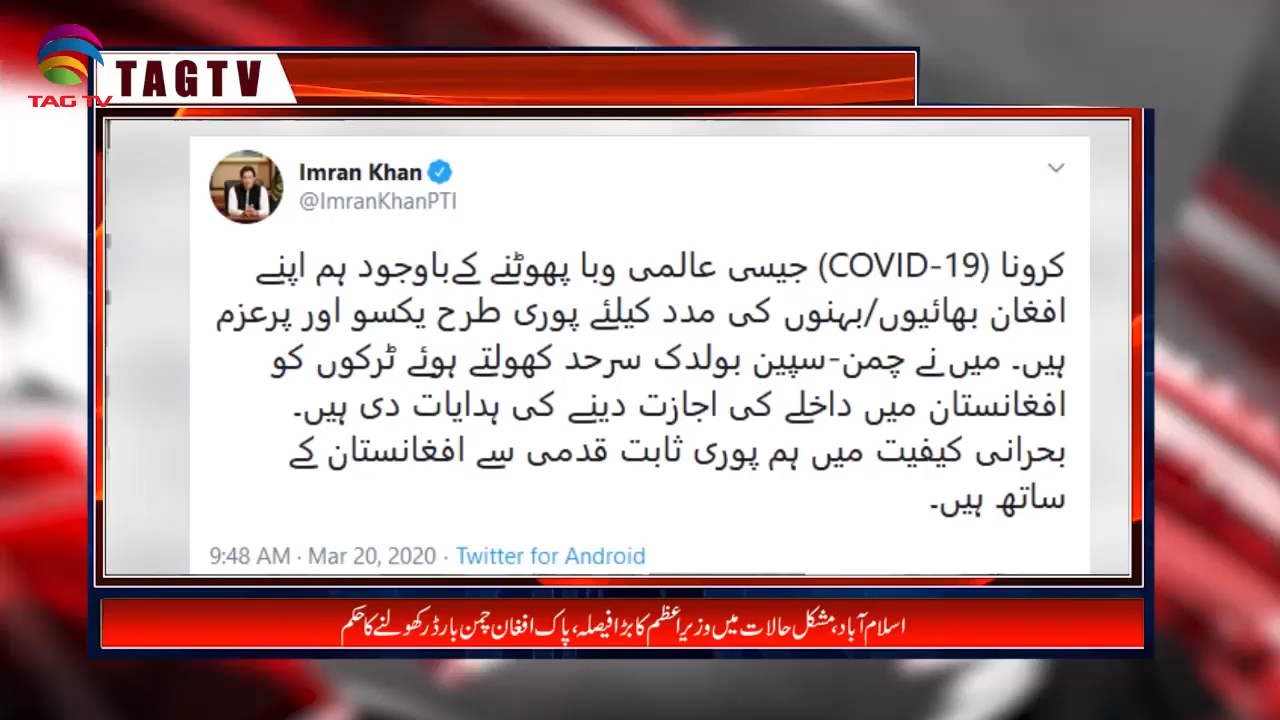 TAGTV
TAG TV
Imran Khan
@ImranKhanPTI
کرونا (COVID-19) جیسی عالمی وبا پھوٹنے کےباوجود ہم اپنے
افغان بھائیوں/بہنوں کی مدد کیلئے پوری طرح یکسو اور پرعزم
ہیں۔ میں نے چمن-سپین بولدک سرحد کھولتے ہوئے ٹرکوں کو
افغانستان میں داخلے کی اجازت دینے کی ہدایات دی ہیں۔
بحرانی کیفیت میں ہم پوری ثابت قدمی سے افغانستان کے
ساتھ ہیں۔
9:48 AM · Mar 20, 2020 · Twitter for Android
اسلام آباد، مشکل حالات میں وزیراعظم کا بڑا فیصلہ، پاک افغان چمن بارڈر کھولنے کا حکم